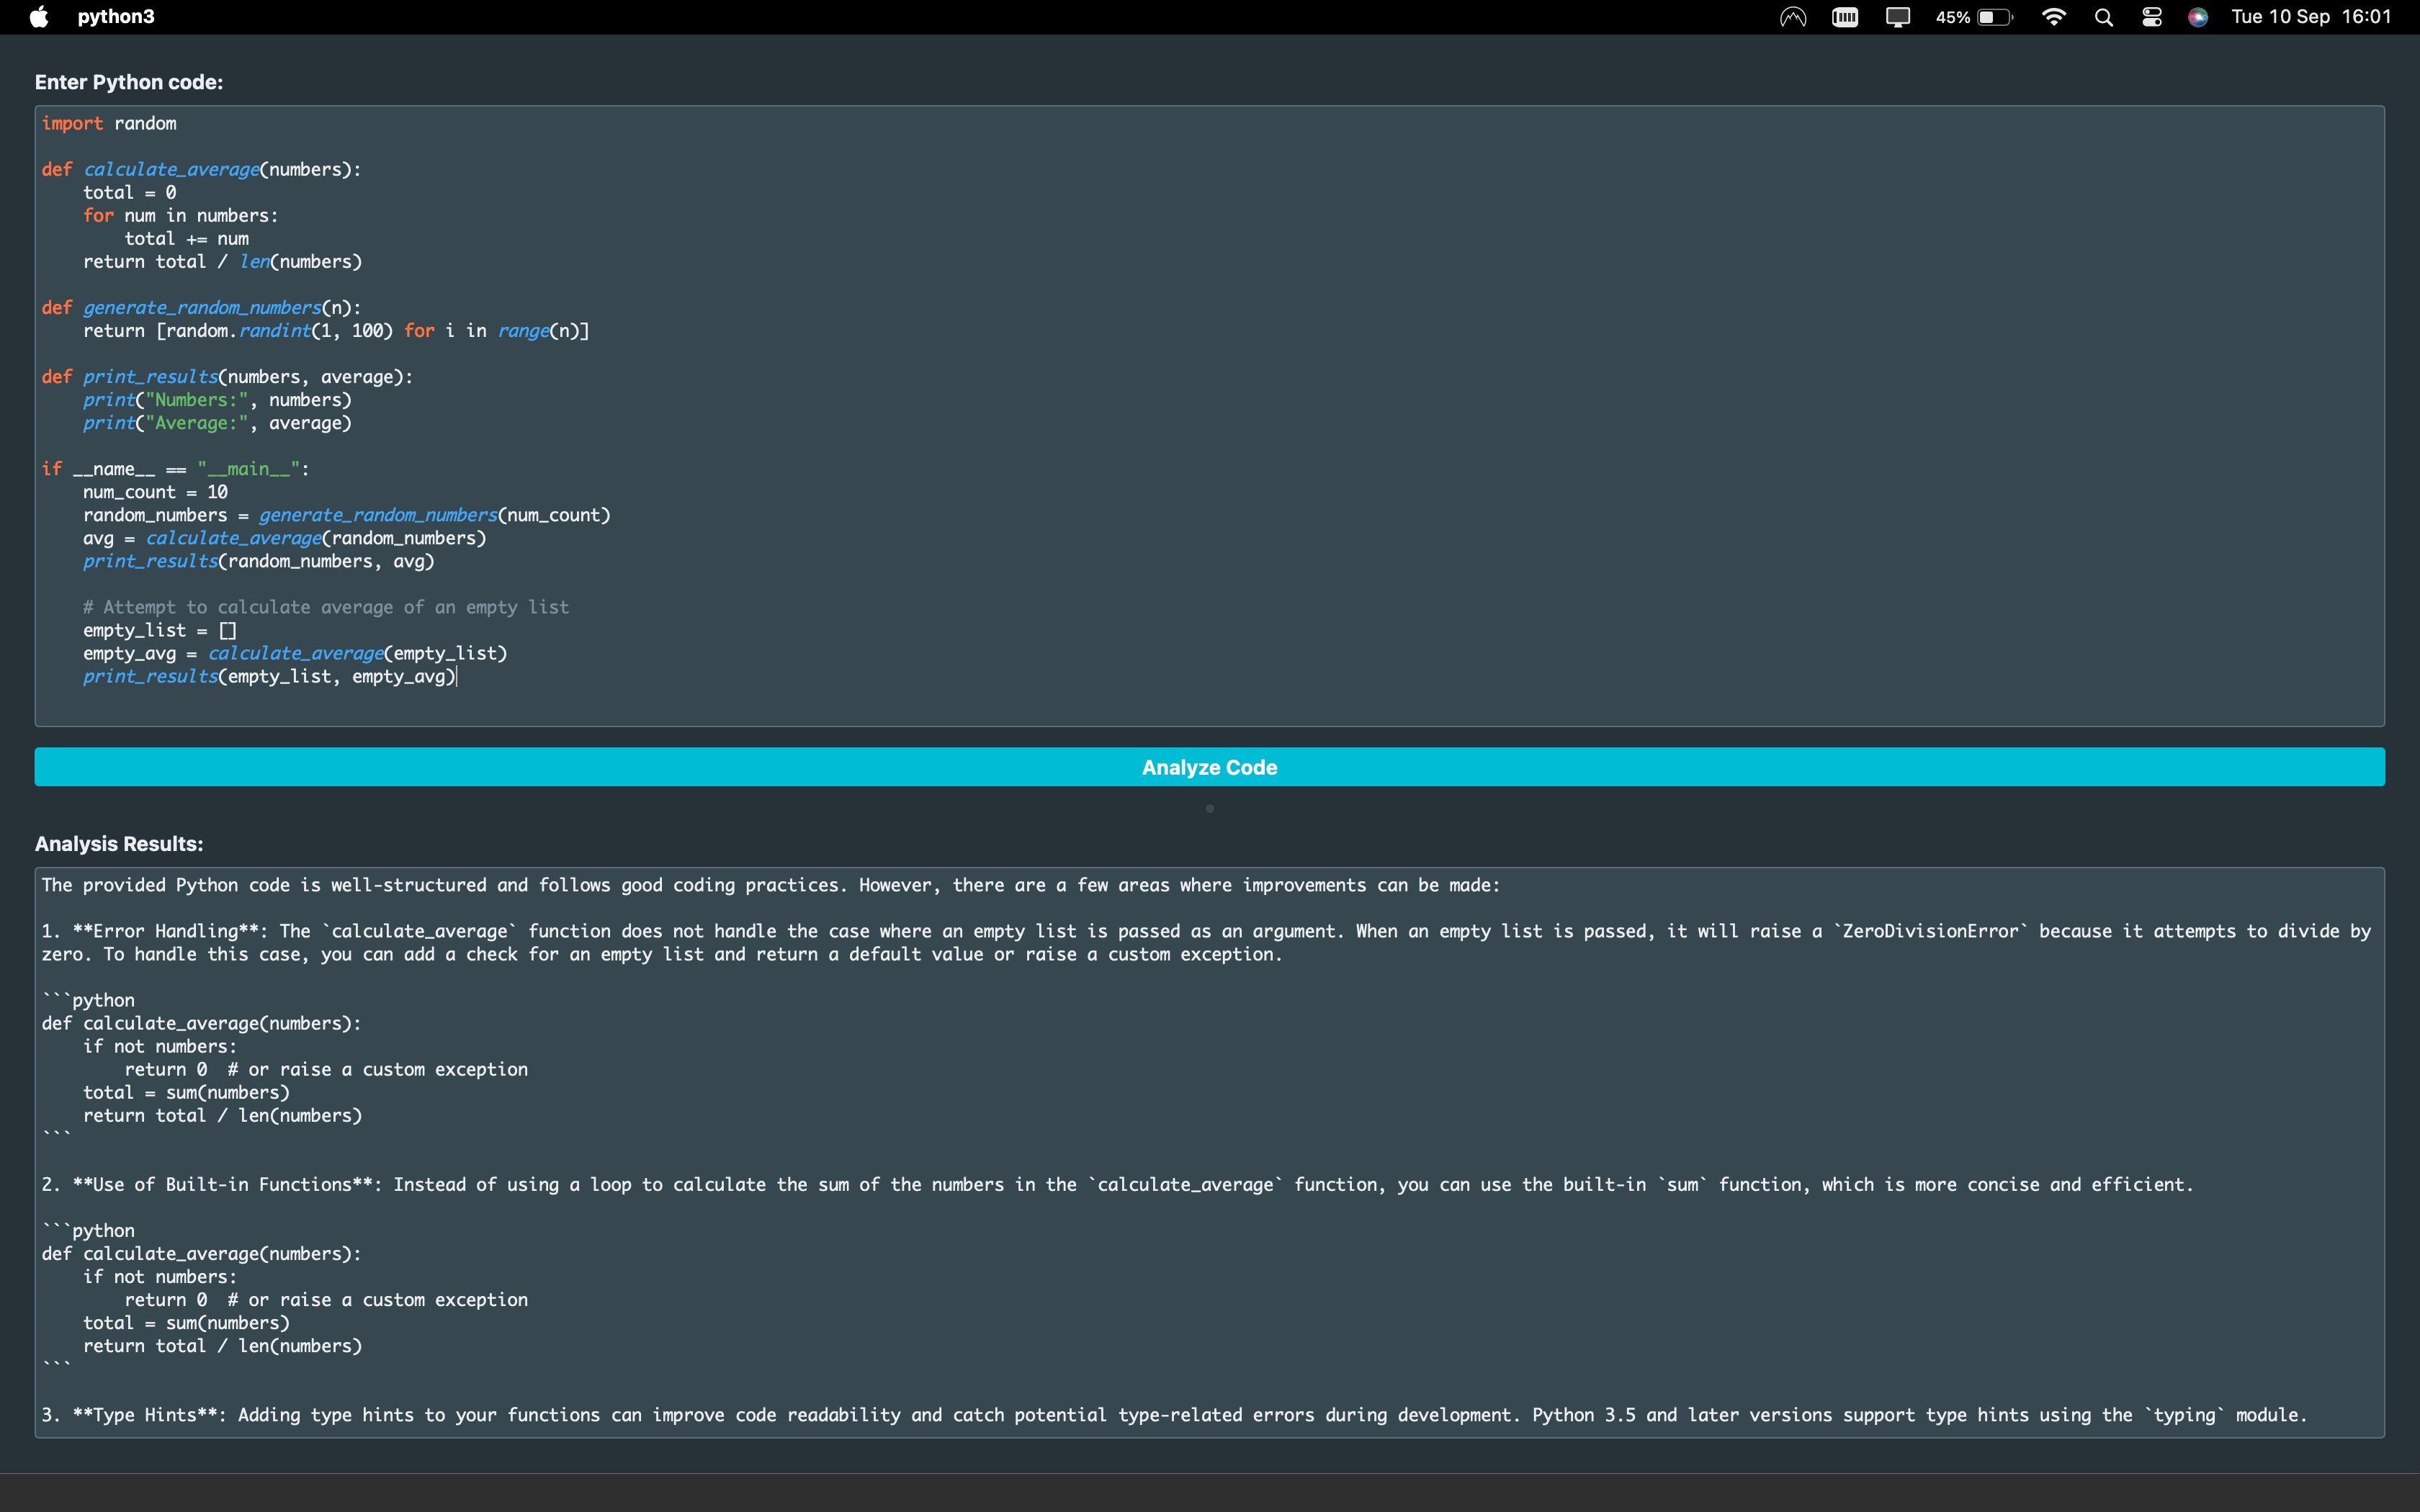 python3
45%
Tue 10 Sep 16:01
Enter Python code:
import random
def calculate_average(numbers):
    total = 0
    for num in numbers:
        total += num
    return total / len(numbers)
def generate_random_numbers(n):
    return [random.randint(1, 100) for i in range(n)]
def print_results(numbers, average):
    print("Numbers:", numbers)
    print("Average:", average)
if __name__ == "__main__":
    num_count = 10
    random_numbers = generate_random_numbers(num_count)
    avg = calculate_average(random_numbers)
    print_results(random_numbers, avg)
    # Attempt to calculate average of an empty list
    empty_list = []
    empty_avg = calculate_average(empty_list)
    print_results(empty_list, empty_avg)
Analyze Code
Analysis Results:
The provided Python code is well-structured and follows good coding practices. However, there are a few areas where improvements can be made:
1. **Error Handling**: The `calculate_average` function does not handle the case where an empty list is passed as an argument. When an empty list is passed, it will raise a `ZeroDivisionError` because it attempts to divide by
zero. To handle this case, you can add a check for an empty list and return a default value or raise a custom exception.
```python
def calculate_average(numbers):
    if not numbers:
        return 0  # or raise a custom exception
    total = sum(numbers)
    return total / len(numbers)
```
2. **Use of Built-in Functions**: Instead of using a loop to calculate the sum of the numbers in the `calculate_average` function, you can use the built-in `sum` function, which is more concise and efficient.
```python
def calculate_average(numbers):
    if not numbers:
        return 0  # or raise a custom exception
    total = sum(numbers)
    return total / len(numbers)
```
3. **Type Hints**: Adding type hints to your functions can improve code readability and catch potential type-related errors during development. Python 3.5 and later versions support type hints using the `typing` module.